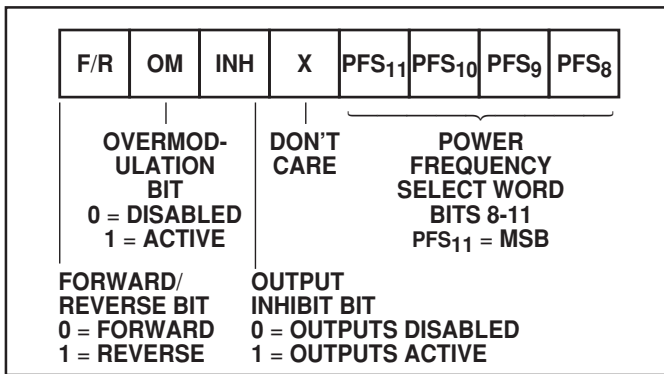 F/R OM INH X PFS11 PFS10 PFS9 PFS8
OVERMOD-
ULATION
BIT
0 = DISABLED
1 = ACTIVE
DON'T
CARE
POWER
FREQUENCY
SELECT WORD
BITS 8-11
PFS11 = MSB
FORWARD/
REVERSE BIT
0 = FORWARD
1 = REVERSE
OUTPUT
INHIBIT BIT
0 = OUTPUTS DISABLED
1 = OUTPUTS ACTIVE